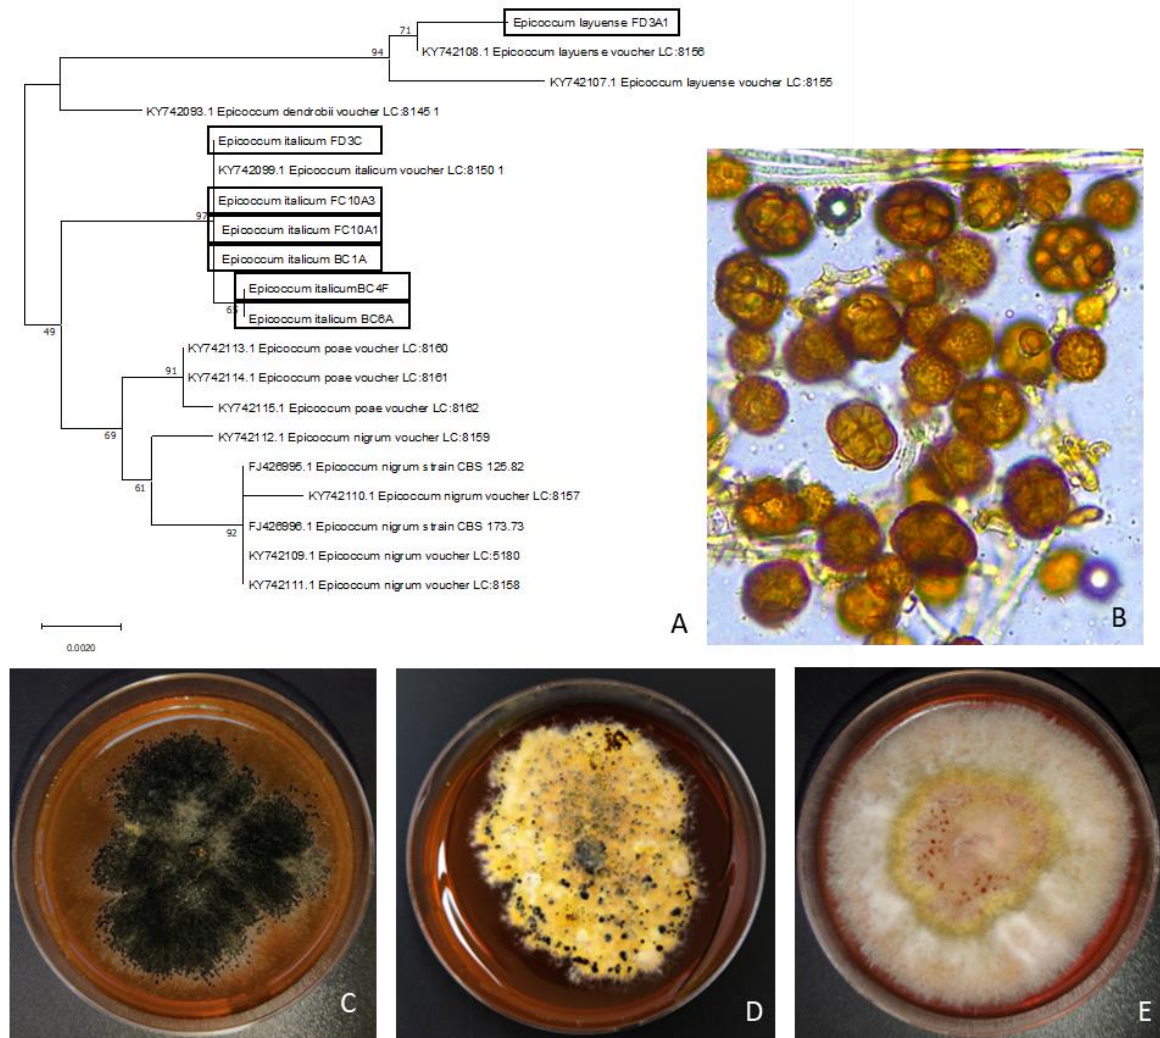 Epicoccum layuense FD3A1
71
KY742108.1 Epicoccum layuense voucher LC:8156
94
KY742107.1 Epicoccum layuense voucher LC:8155
KY742093.1 Epicoccum dendrobii voucher LC:8145 1
Epicoccum italicum FD3C
KY742099.1 Epicoccum italicum voucher LC:8150 1
Epicoccum italicum FC10A3
97
Epicoccum italicum FC10A1
Epicoccum italicum BC1A
Epicoccum italicumBC4F
65
Epicoccum italicum BC6A
49
KY742113.1 Epicoccum poae voucher LC:8160
91
KY742114.1 Epicoccum poae voucher LC:8161
KY742115.1 Epicoccum poae voucher LC:8162
69
KY742112.1 Epicoccum nigrum voucher LC:8159
61
FJ426995.1 Epicoccum nigrum strain CBS 125.82
KY742110.1 Epicoccum nigrum voucher LC:8157
FJ426996.1 Epicoccum nigrum strain CBS 173.73
92
KY742109.1 Epicoccum nigrum voucher LC:5180
KY742111.1 Epicoccum nigrum voucher LC:8158
0.0020
A
B
C
D
E